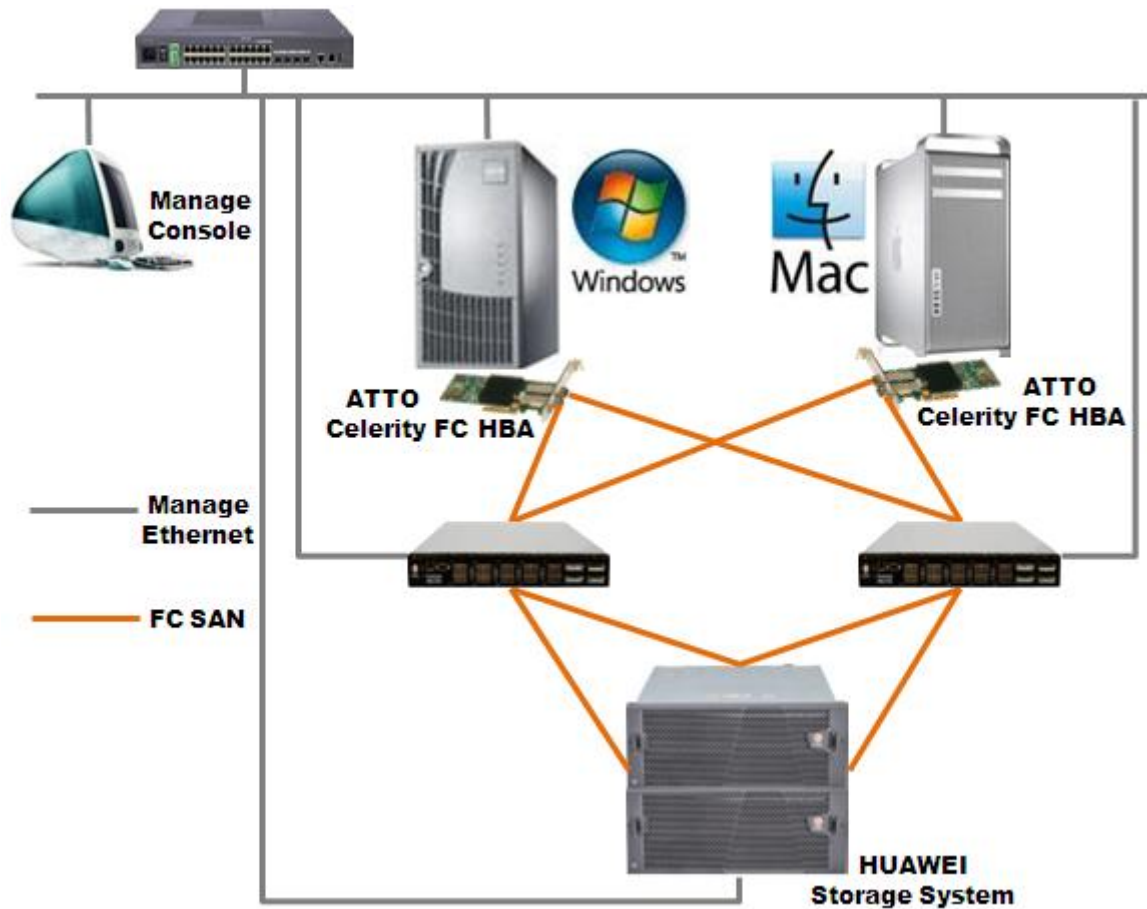 Manage
Console
Windows
TM
Mac
ATTO
Celerity FC HBA
ATTO
Celerity FC HBA
Manage
Ethernet
FC SAN
HUAWEI
Storage System